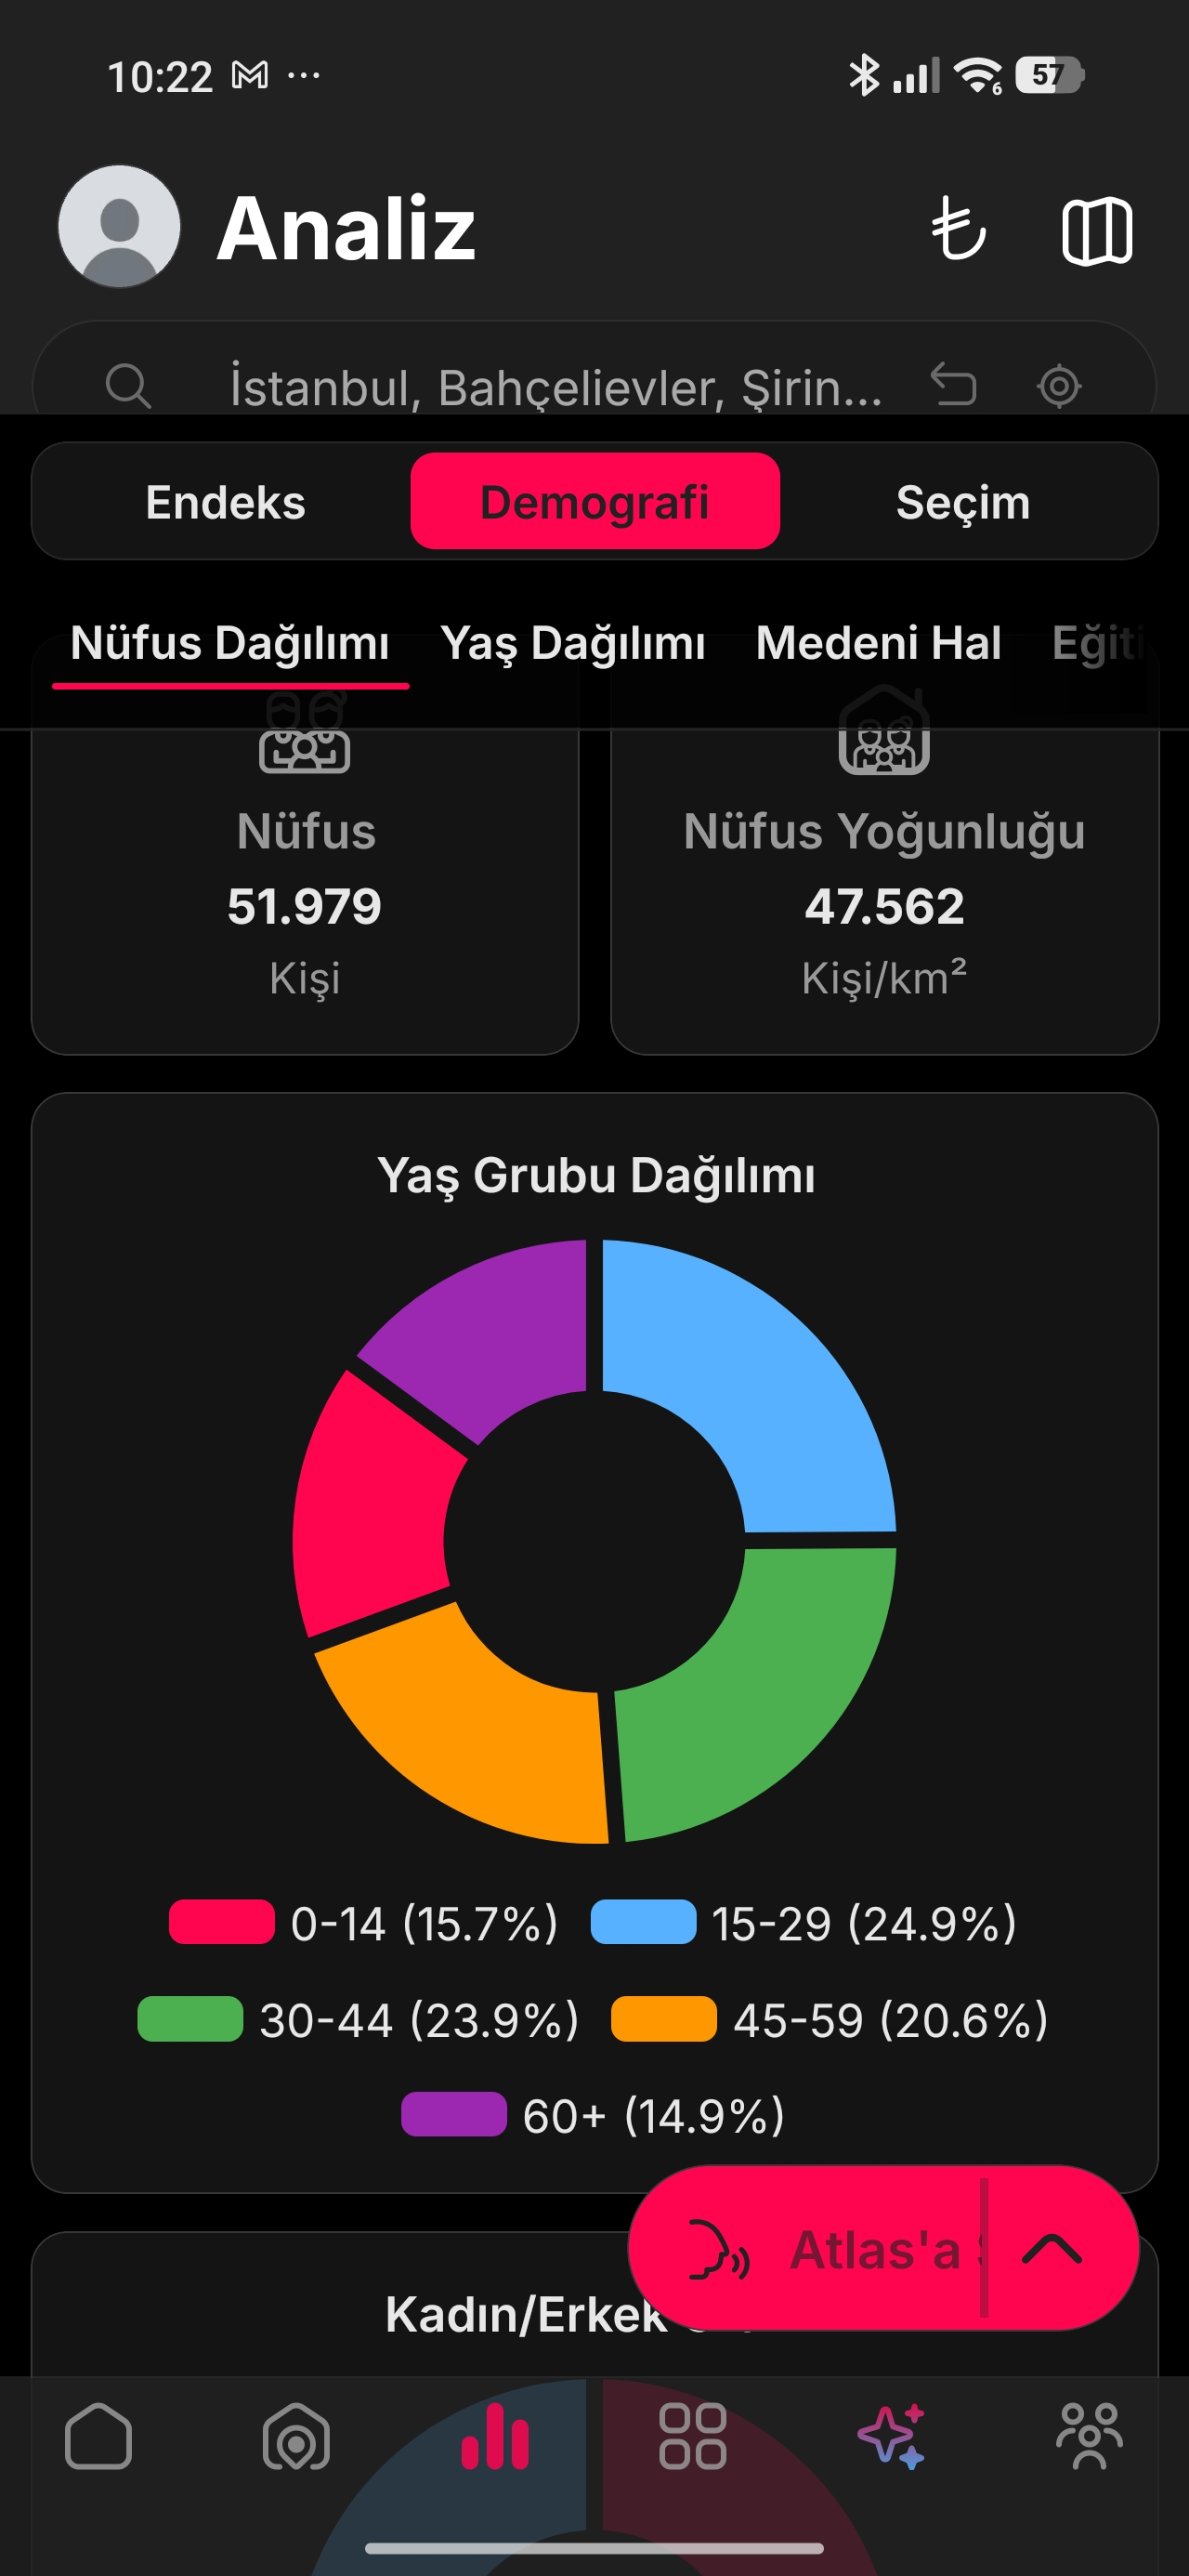 10:22
57
Analiz
İstanbul, Bahçelievler, Şirin...
Endeks Demografi Seçim
Nüfus Dağılımı Yaş Dağılımı Medeni Hal Eğiti
Nüfus Nüfus Yoğunluğu
51.979 47.562
Kişi Kişi/km²
Yaş Grubu Dağılımı
0-14 (15.7%) 15-29 (24.9%)
30-44 (23.9%) 45-59 (20.6%)
60+ (14.9%)
Atlas'a
Kadın/Erkek